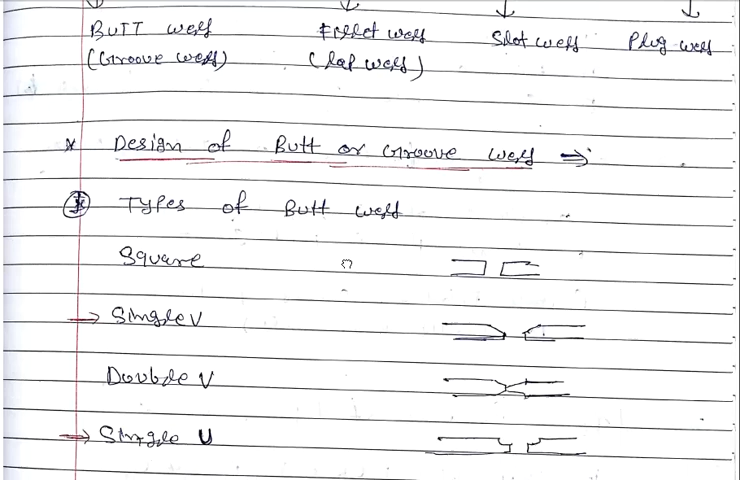 Butt weld Fillet weld Slot weld Plug weld
(Groove weld) (lap weld)
* Design of Butt or Groove weld ⇒
* Types of Butt weld
Square
→ Single V
Double V
→ Single U